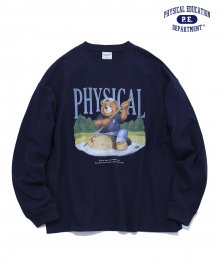 PHYSICAL EDUCATION
P.E.
DEPARTMENT
PHYSICAL